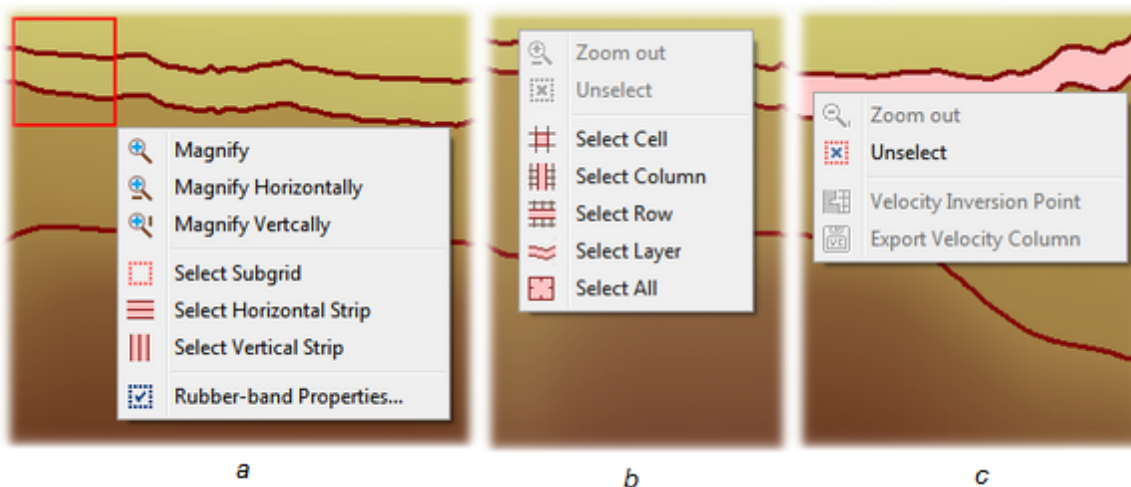 Magnify
Magnify Horizontally
Magnify Vertcally
Select Subgrid
Select Horizontal Strip
Select Vertical Strip
Rubber-band Properties...
a
Zoom out
Unselect
Select Cell
Select Column
Select Row
Select Layer
Select All
b
Zoom out
Unselect
Velocity Inversion Point
Export Velocity Column
c